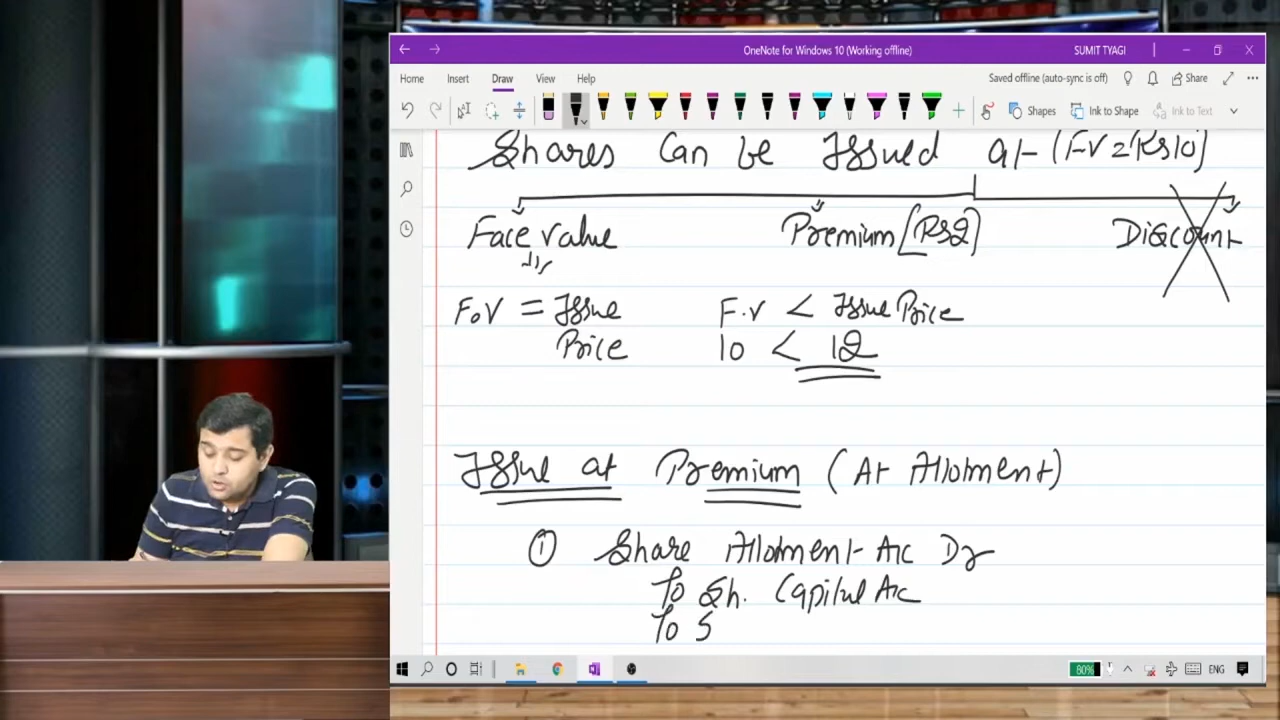 OneNote for Windows 10 (Working offline)
SUMIT TYAGI
Home Insert Draw View Help
Saved offline (auto-sync is off)
Share
Shapes Ink to Shape Ink to Text
Shares Can be Issued at (FV = Rs10)
Face value Premium [Rs2] Discount
F.V = Issue Price
F.V < Issue Price
10 < 12
Issue at Premium (At Allotment)
① Share Allotment A/c Dr
To Sh. Capital A/c
To S
80%
ENG